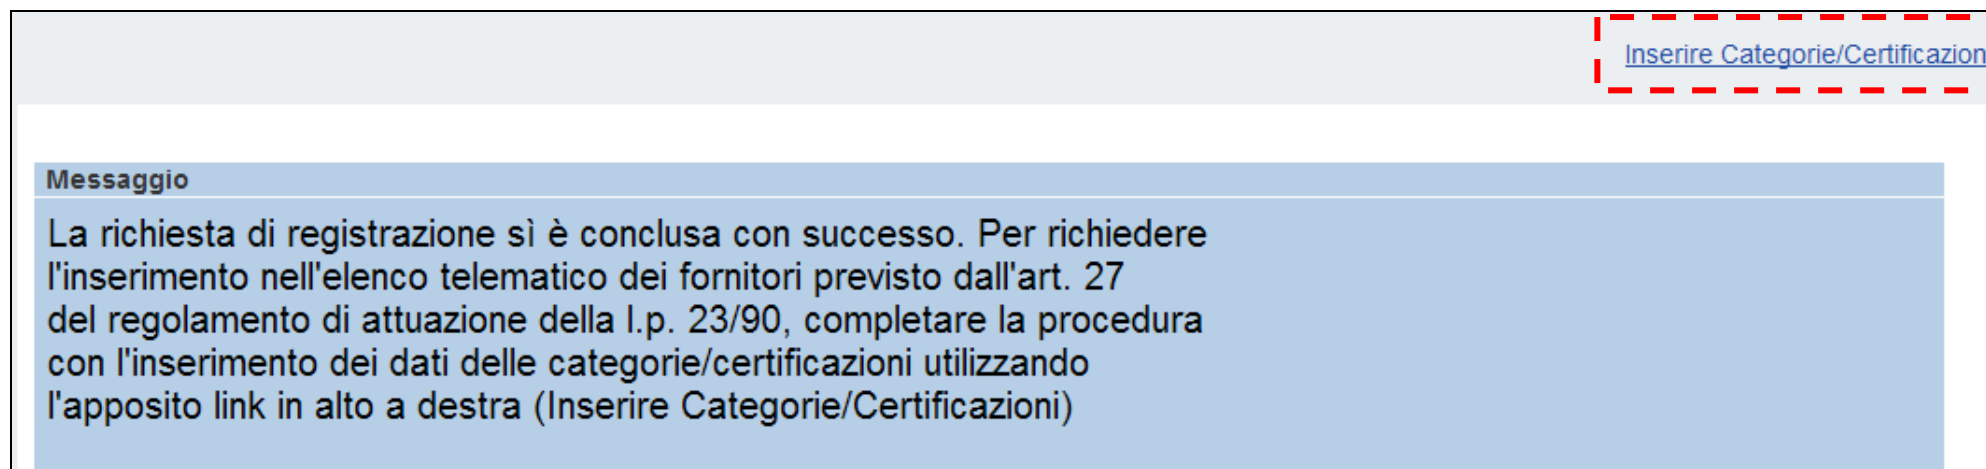 Inserire Categorie/Certificazion
Messaggio
La richiesta di registrazione sì è conclusa con successo. Per richiedere
l'inserimento nell'elenco telematico dei fornitori previsto dall'art. 27
del regolamento di attuazione della l.p. 23/90, completare la procedura
con l'inserimento dei dati delle categorie/certificazioni utilizzando
l'apposito link in alto a destra (Inserire Categorie/Certificazioni)